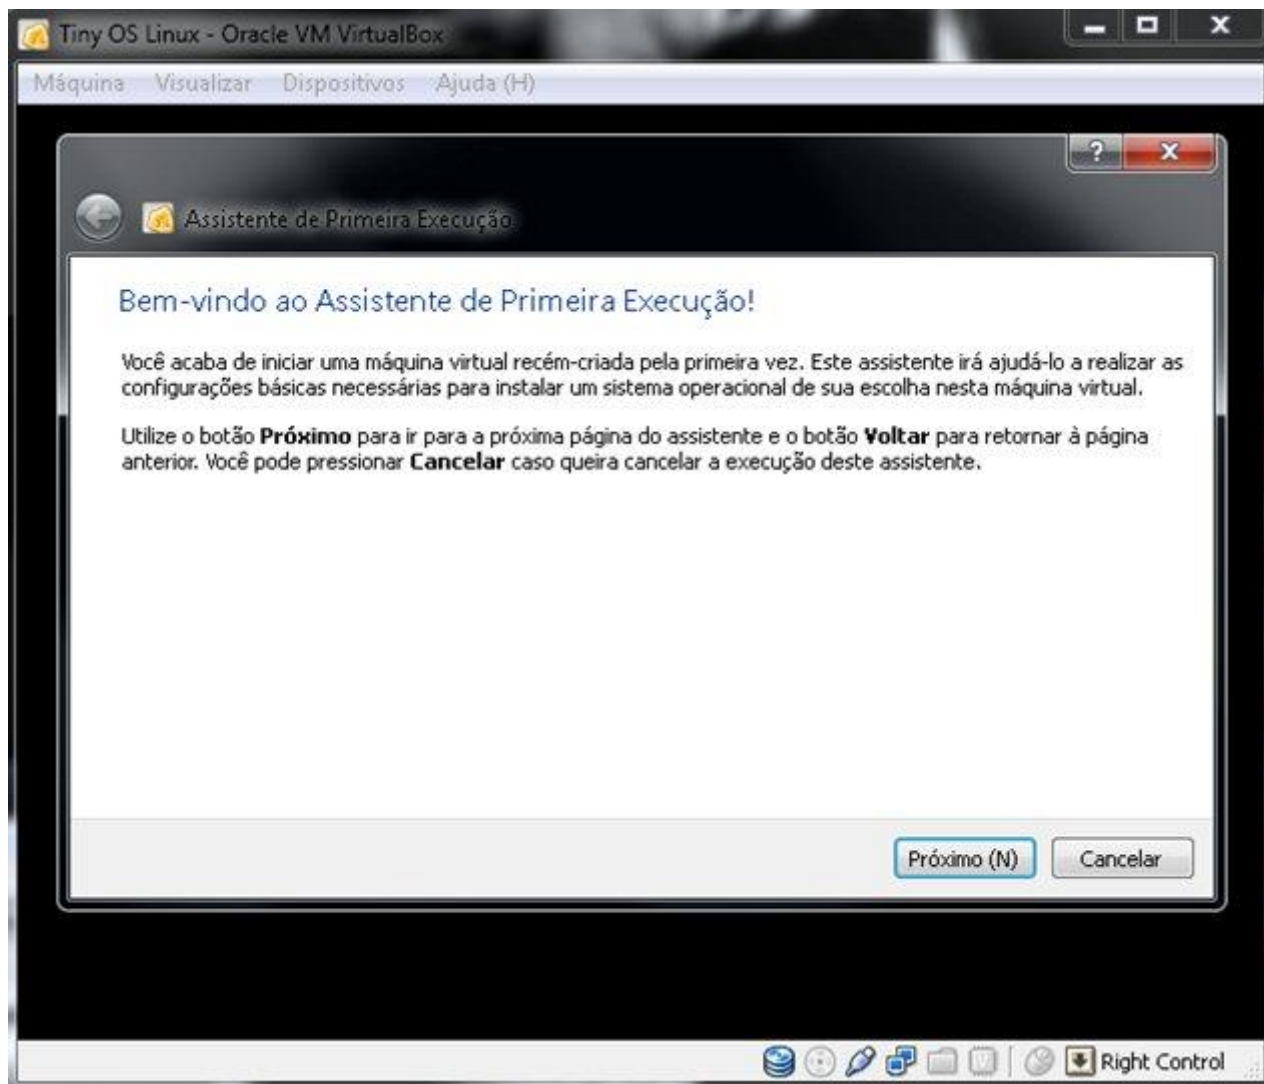 Tiny OS Linux - Oracle VM VirtualBox
Máquina Visualizar Dispositivos Ajuda (H)
Assistente de Primeira Execução
Bem-vindo ao Assistente de Primeira Execução!
Você acaba de iniciar uma máquina virtual recém-criada pela primeira vez. Este assistente irá ajudá-lo a realizar as
configurações básicas necessárias para instalar um sistema operacional de sua escolha nesta máquina virtual.
Utilize o botão Próximo para ir para a próxima página do assistente e o botão Voltar para retornar à página
anterior. Você pode pressionar Cancelar caso queira cancelar a execução deste assistente.
Próximo (N) Cancelar
Right Control